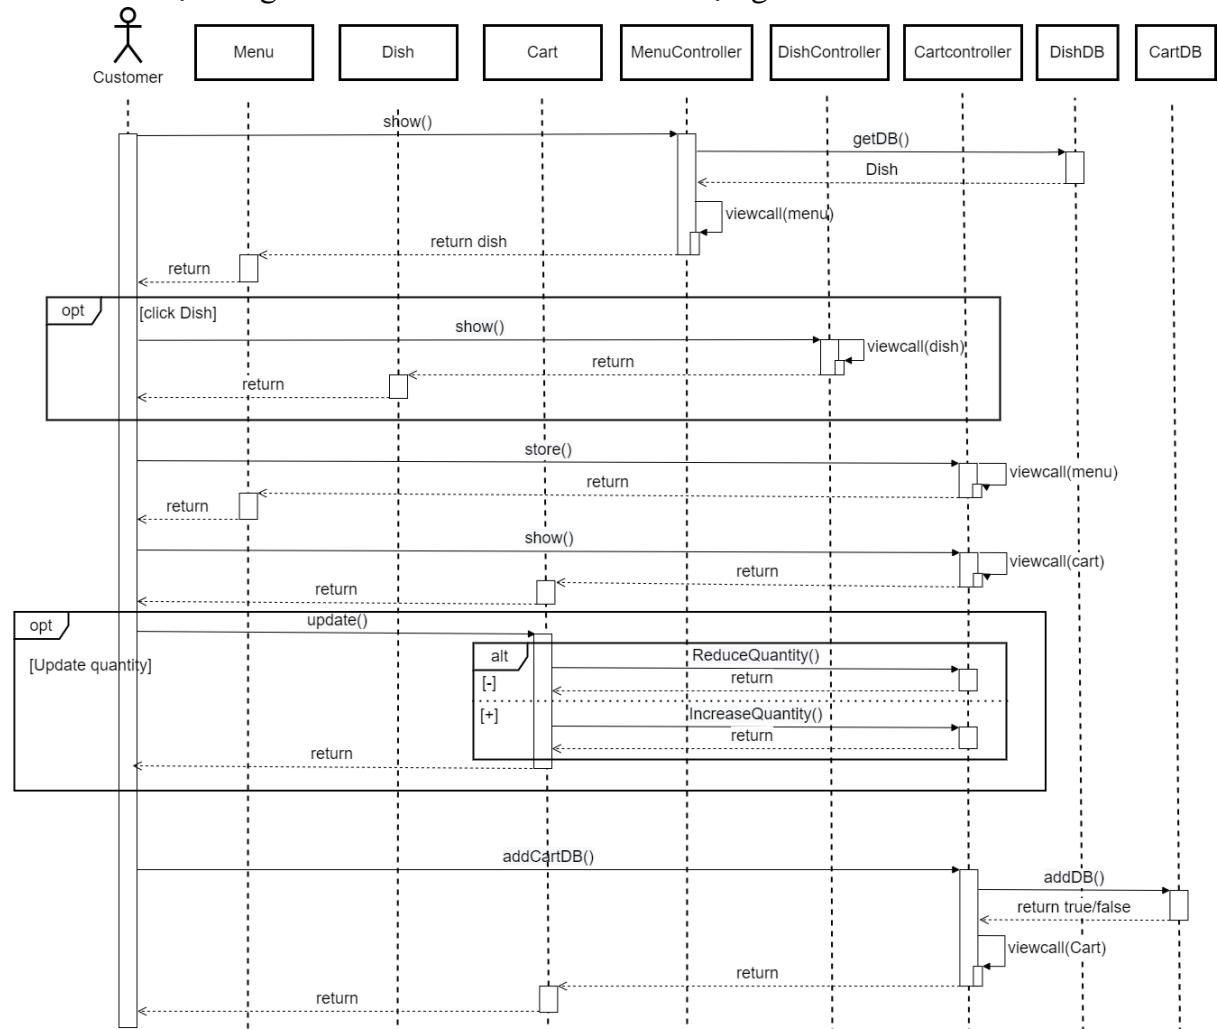 Customer
Menu
Dish
Cart
MenuController
DishController
Cartcontroller
DishDB
CartDB
show()
getDB()
Dish
viewcall(menu)
return dish
return
opt
[click Dish]
show()
viewcall(dish)
return
return
store()
viewcall(menu)
return
return
show()
viewcall(cart)
return
return
opt
update()
[Update quantity]
alt
ReduceQuantity()
return
[-]
[+]
IncreaseQuantity()
return
return
addCartDB()
addDB()
return true/false
viewcall(Cart)
return
return